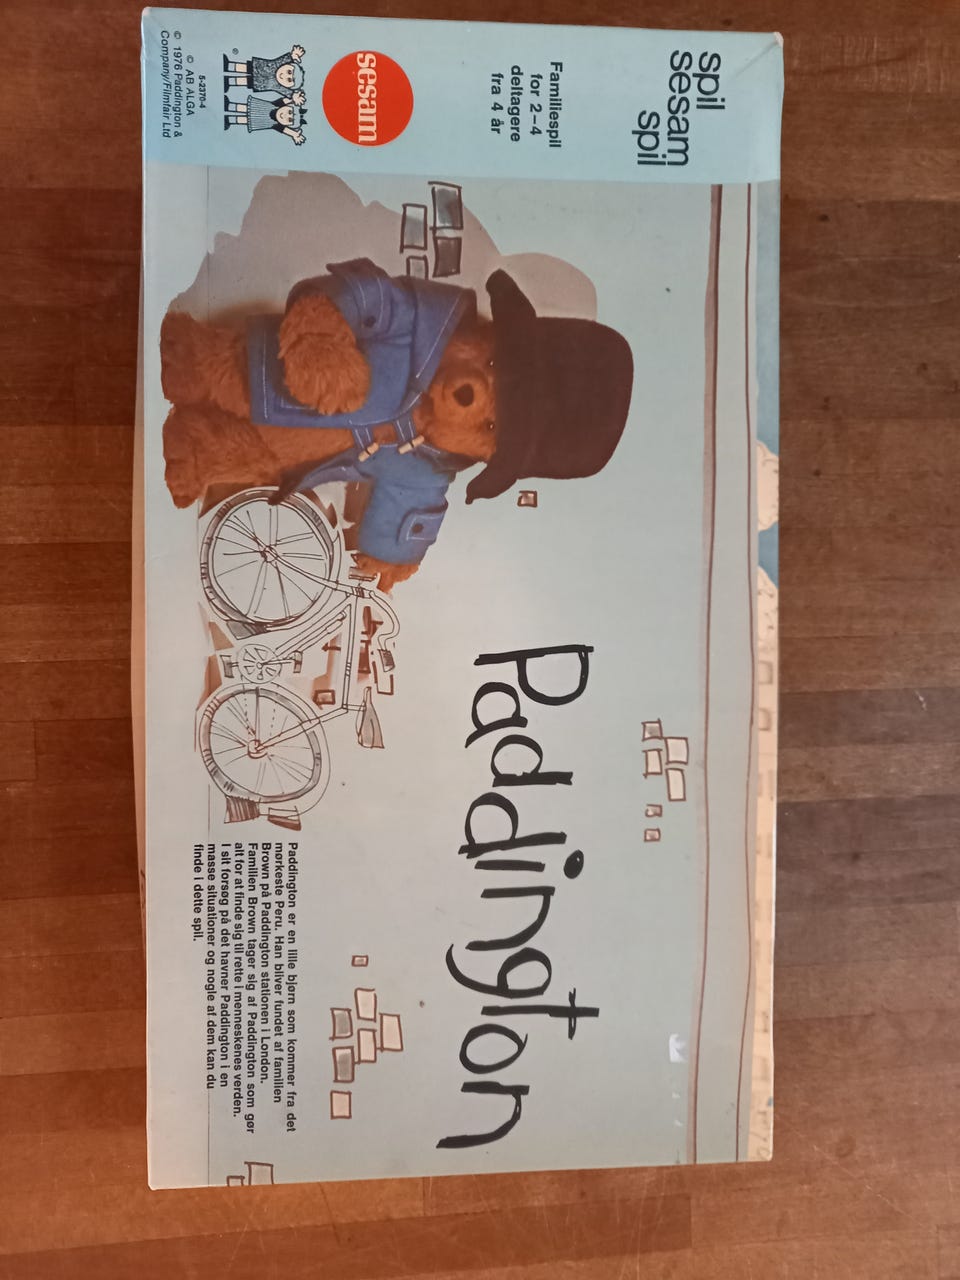 spil
sesam
spil
Familiespil
for 2-4
deltagere
fra 4 år
sesam
®
5-2370-4
© AB ALGA
© 1976 Paddington &
Company/Filmfair Ltd
Paddington
Paddington er en lille bjørn som kommer fra det
mørkeste Peru. Han bliver fundet af familien
Brown på Paddington stationen i London.
Familien Brown tager sig af Paddington som gør
alt for at finde sig til rette i menneskenes verden.
I sit forsøg på det havner Paddington i en
masse situationer og nogle af dem kan du
finde i dette spil.